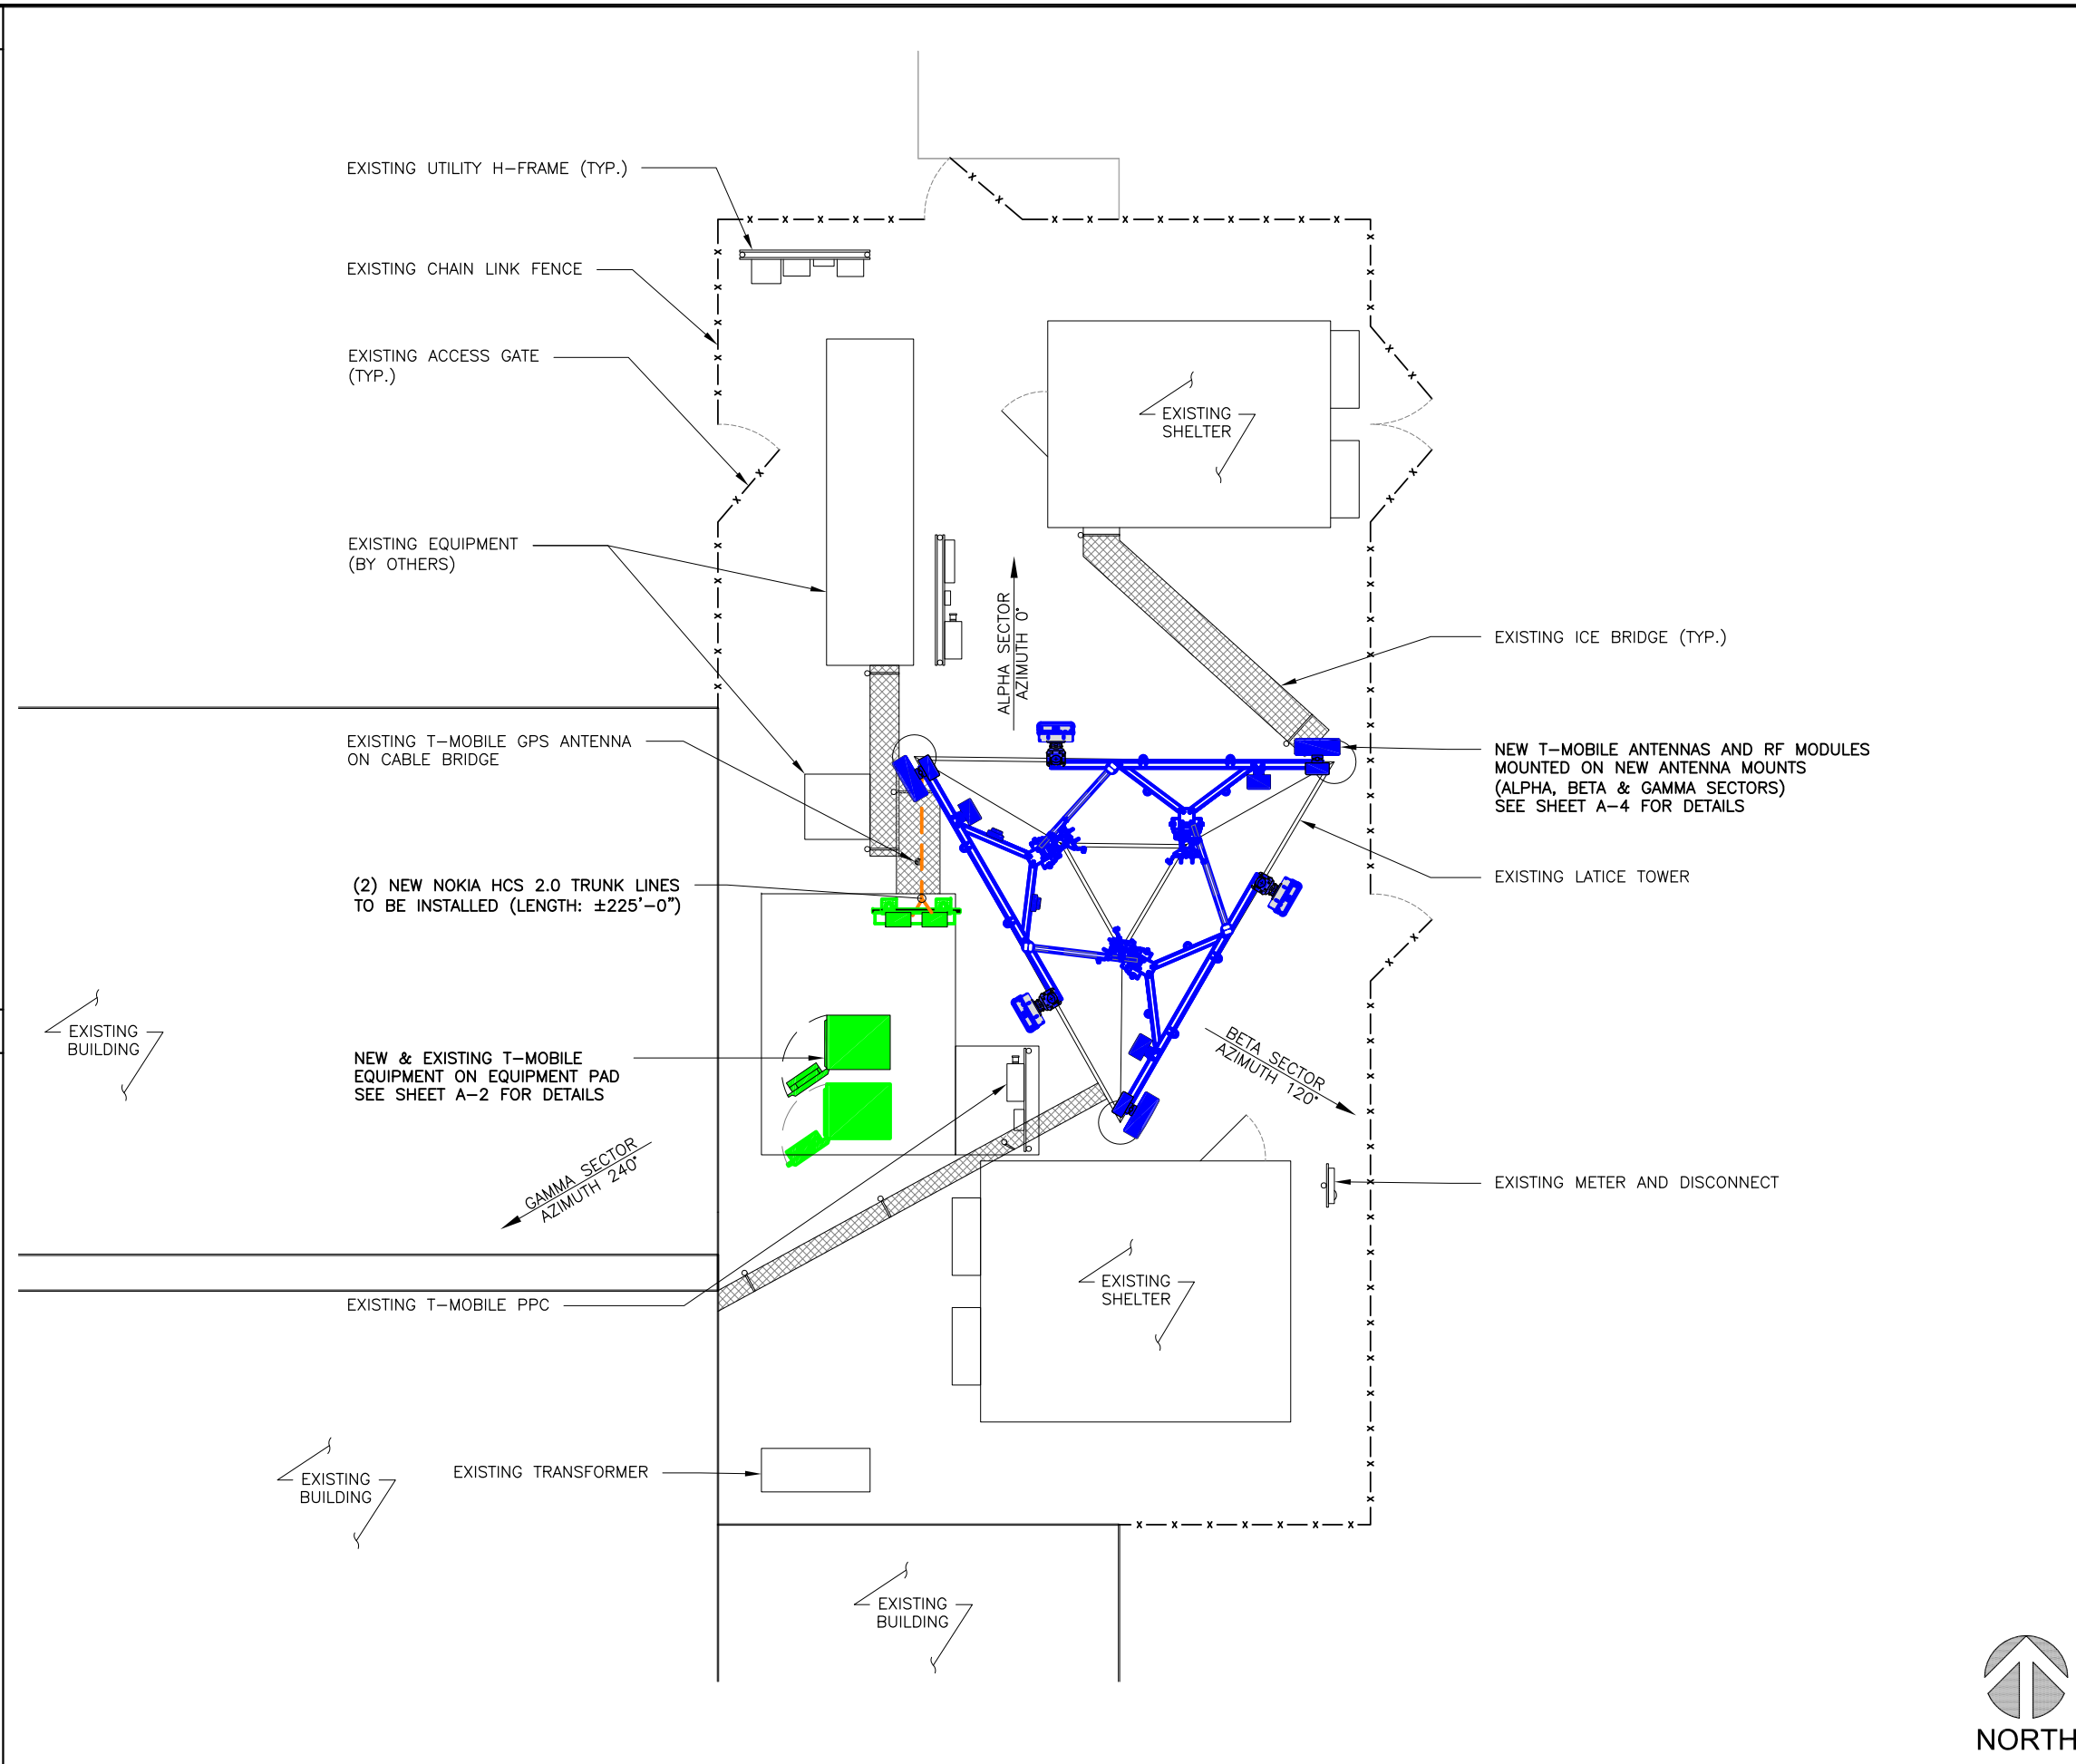 EXISTING UTILITY H-FRAME (TYP.)
EXISTING CHAIN LINK FENCE
EXISTING ACCESS GATE
(TYP.)
EXISTING SHELTER
EXISTING EQUIPMENT
(BY OTHERS)
ALPHA SECTOR
AZIMUTH 0°
EXISTING ICE BRIDGE (TYP.)
EXISTING T-MOBILE GPS ANTENNA
ON CABLE BRIDGE
NEW T-MOBILE ANTENNAS AND RF MODULES
MOUNTED ON NEW ANTENNA MOUNTS
(ALPHA, BETA & GAMMA SECTORS)
SEE SHEET A-4 FOR DETAILS
(2) NEW NOKIA HCS 2.0 TRUNK LINES
TO BE INSTALLED (LENGTH: ±225'-0")
EXISTING LATICE TOWER
EXISTING
BUILDING
NEW & EXISTING T-MOBILE
EQUIPMENT ON EQUIPMENT PAD
SEE SHEET A-2 FOR DETAILS
BETA SECTOR
AZIMUTH 120°
GAMMA SECTOR
AZIMUTH 240°
EXISTING METER AND DISCONNECT
EXISTING
SHELTER
EXISTING T-MOBILE PPC
EXISTING TRANSFORMER
EXISTING
BUILDING
EXISTING
BUILDING
NORTH